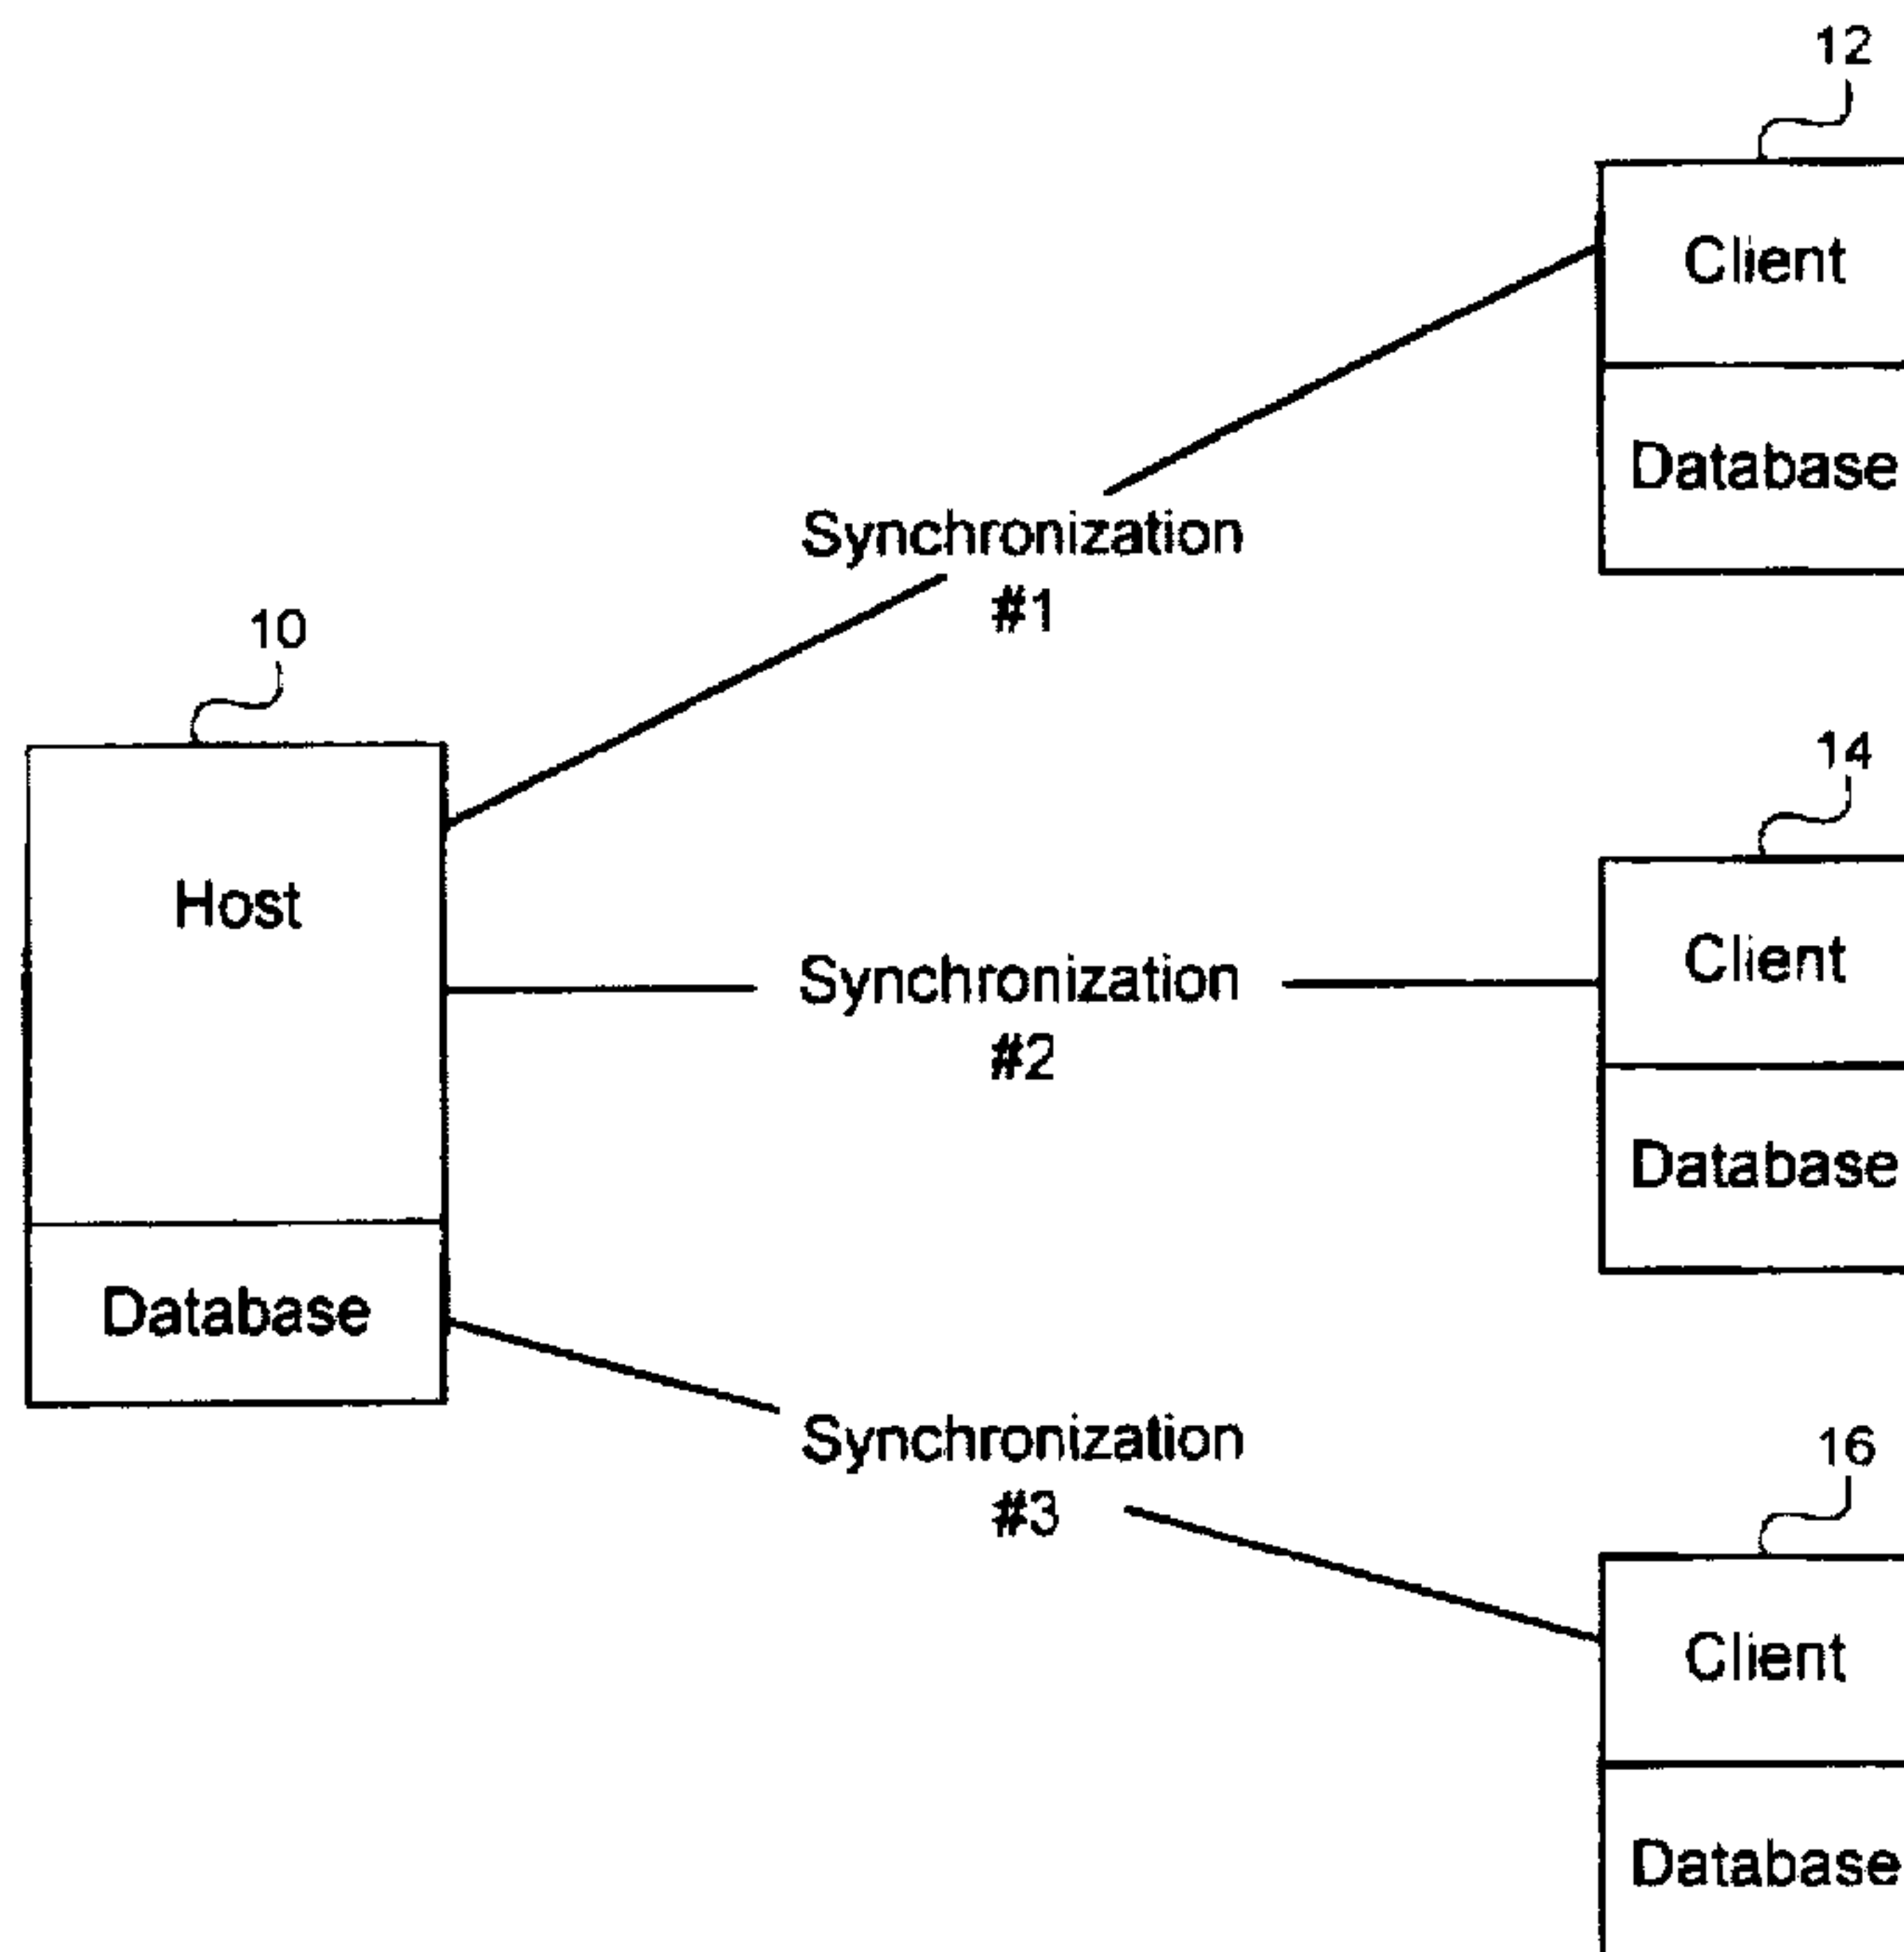 12
Client
Database
Synchronization
#1
10
Host
Database
14
Client
Database
Synchronization
#2
Synchronization
#3
16
Client
Database